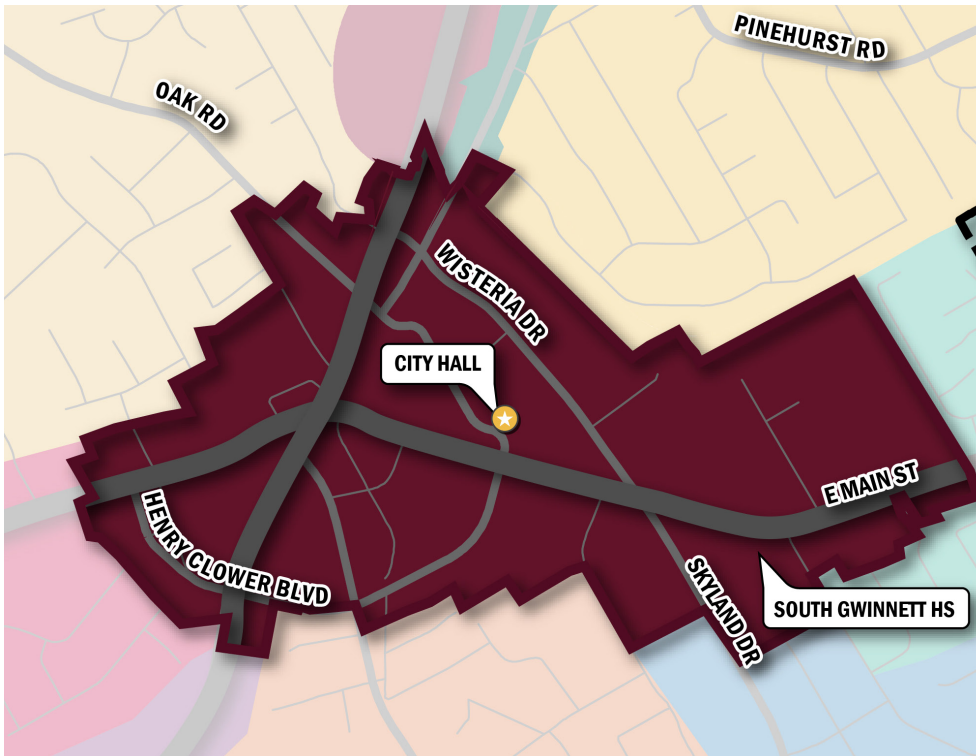 PINEHURST RD
OAK RD
WISTERIA DR
CITY HALL
E MAIN ST
HENRY CLOWER BLVD
SKYLAND DR
SOUTH GWINNETT HS